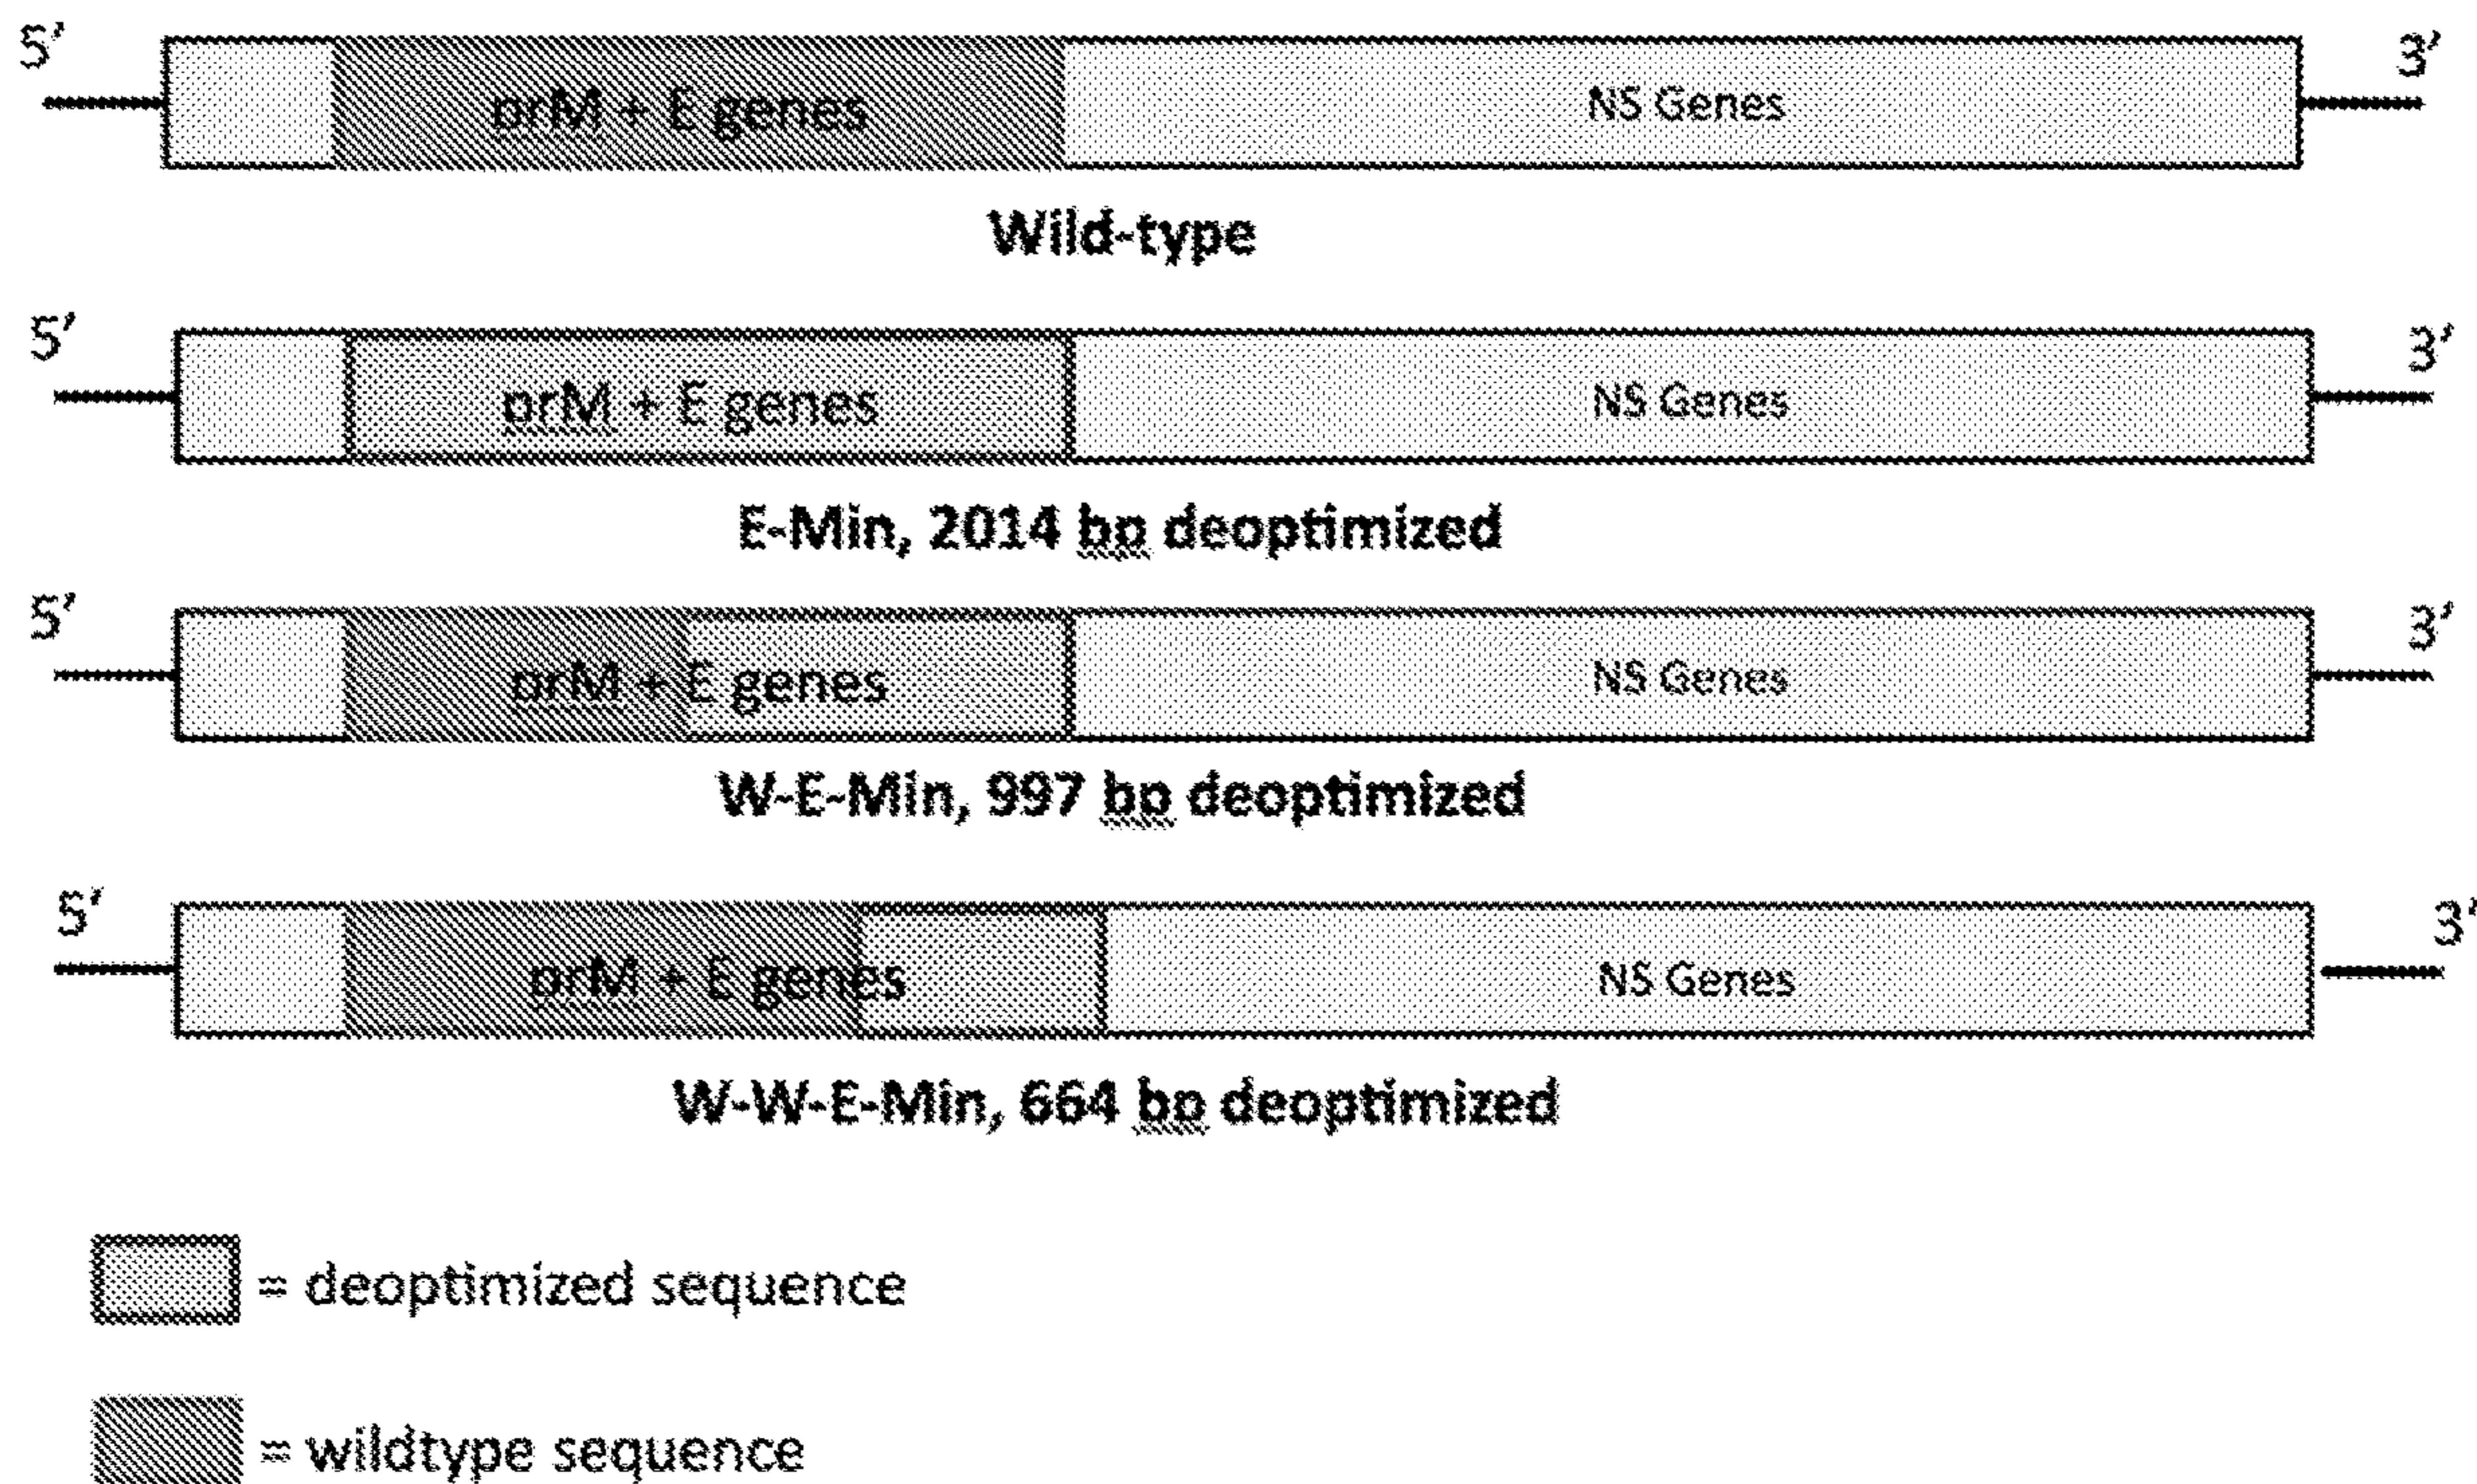 5' 3'
prM + E genes NS Genes
Wild-type
5' 3'
prM + E genes NS Genes
E-Min, 2014 bp deoptimized
5' 3'
prM + E genes NS Genes
W-E-Min, 997 bp deoptimized
5' 3'
prM + E genes NS Genes
W-W-E-Min, 664 bp deoptimized
= deoptimized sequence
= wildtype sequence